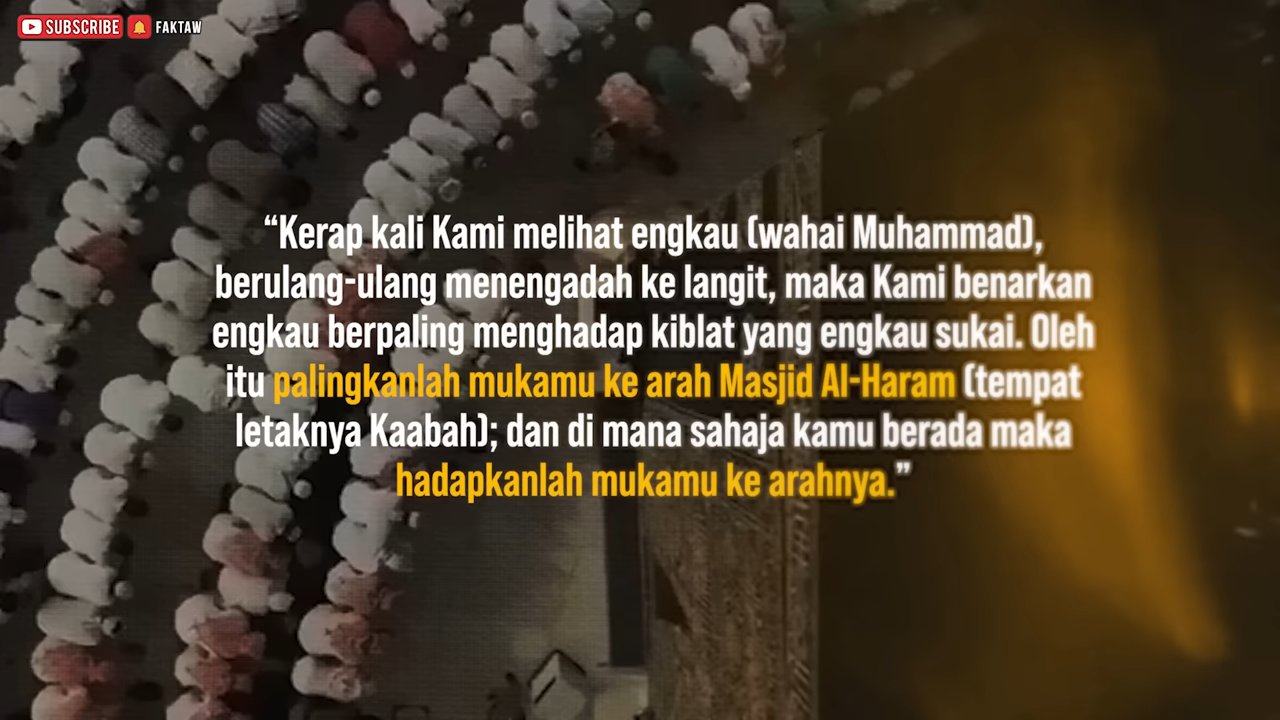 SUBSCRIBE FAKTAW
“Kerap kali Kami melihat engkau (wahai Muhammad),
berulang-ulang menengadah ke langit, maka Kami benarkan
engkau berpaling menghadap kiblat yang engkau sukai. Oleh
itu palingkanlah mukamu ke arah Masjid Al-Haram (tempat
letaknya Kaabah); dan di mana sahaja kamu berada maka
hadapkanlah mukamu ke arahnya.”